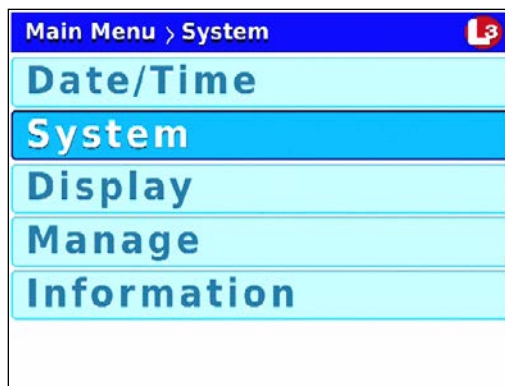 Main Menu > System
L3
Date/Time
System
Display
Manage
Information